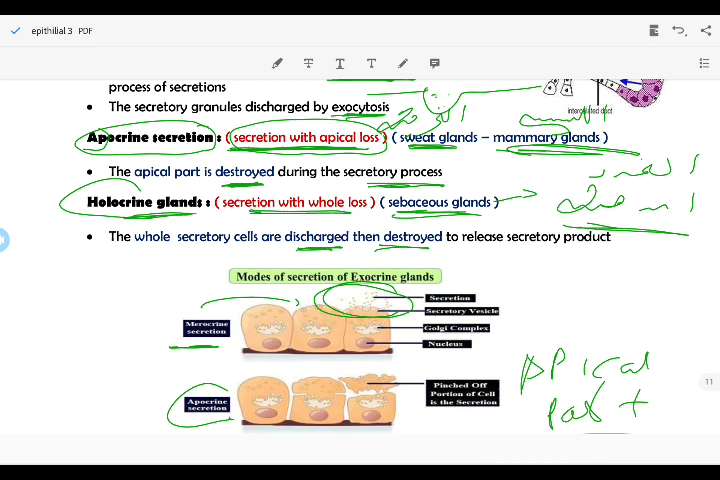 epithilial 3 PDF
process of secretions
• The secretory granules discharged by exocytosis
intercalated duct
Apocrine secretion : ( secretion with apical loss ) ( sweat glands – mammary glands )
• The apical part is destroyed during the secretory process
Holocrine glands : ( secretion with whole loss ) ( sebaceous glands )
• The whole secretory cells are discharged then destroyed to release secretory product
Modes of secretion of Exocrine glands
Secretion
Secretory Vesicle
Merocrine secretion
Golgi Complex
Nucleus
Apical
Part
11
Pinched Off
Portion of Cell
is the Secretion
Apocrine secretion